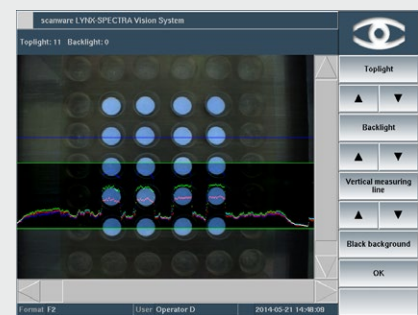 scanware LYNX-SPECTRA Vision System
Toplight: 11 Backlight: 0
Toplight
Backlight
Vertical measuring
line
Black background
OK
Format F2
User Operator D
2014-05-21 14:48:09